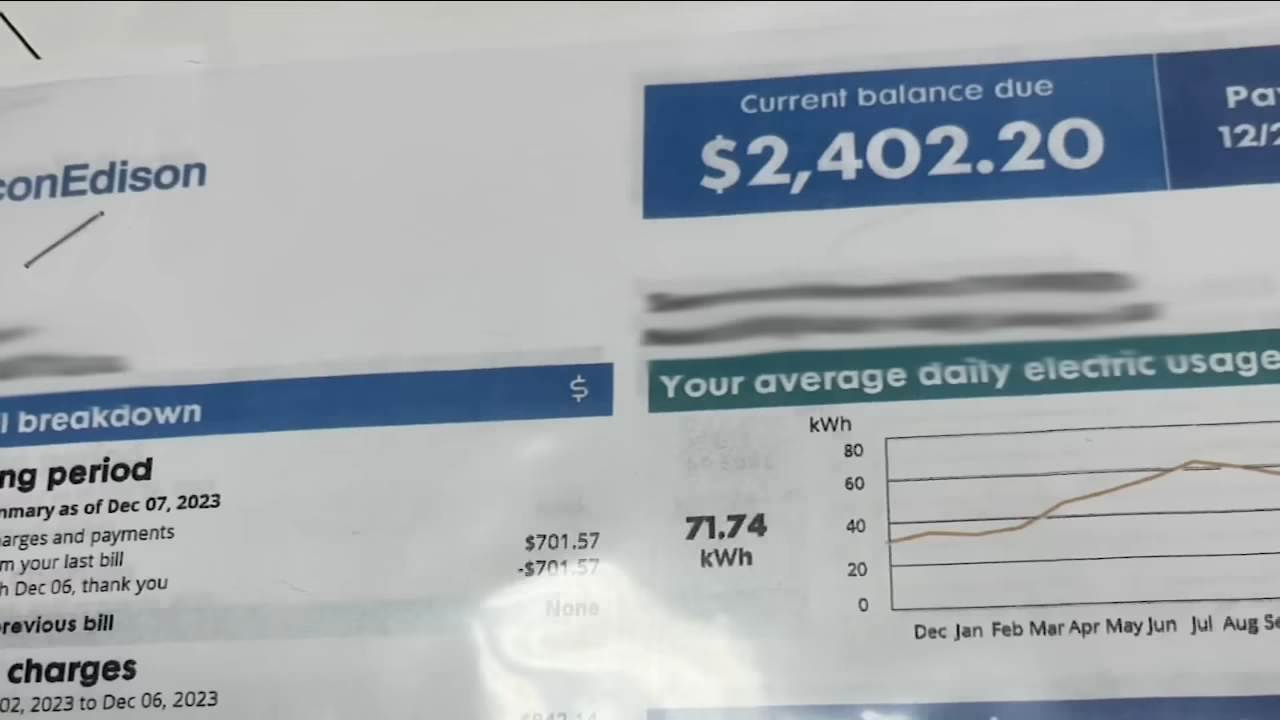 conEdison
Current balance due
$2,402.20
breakdown $
ng period
mmary as of Dec 07, 2023
arges and payments $701.57
m your last bill -$701.57
h Dec 06, thank you
None
revious bill
charges
02, 2023 to Dec 06, 2023
Pa
12/2
Your average daily electric usage
71.74
kWh
kWh
80
60
40
20
0
Dec Jan Feb Mar Apr May Jun Jul Aug Se